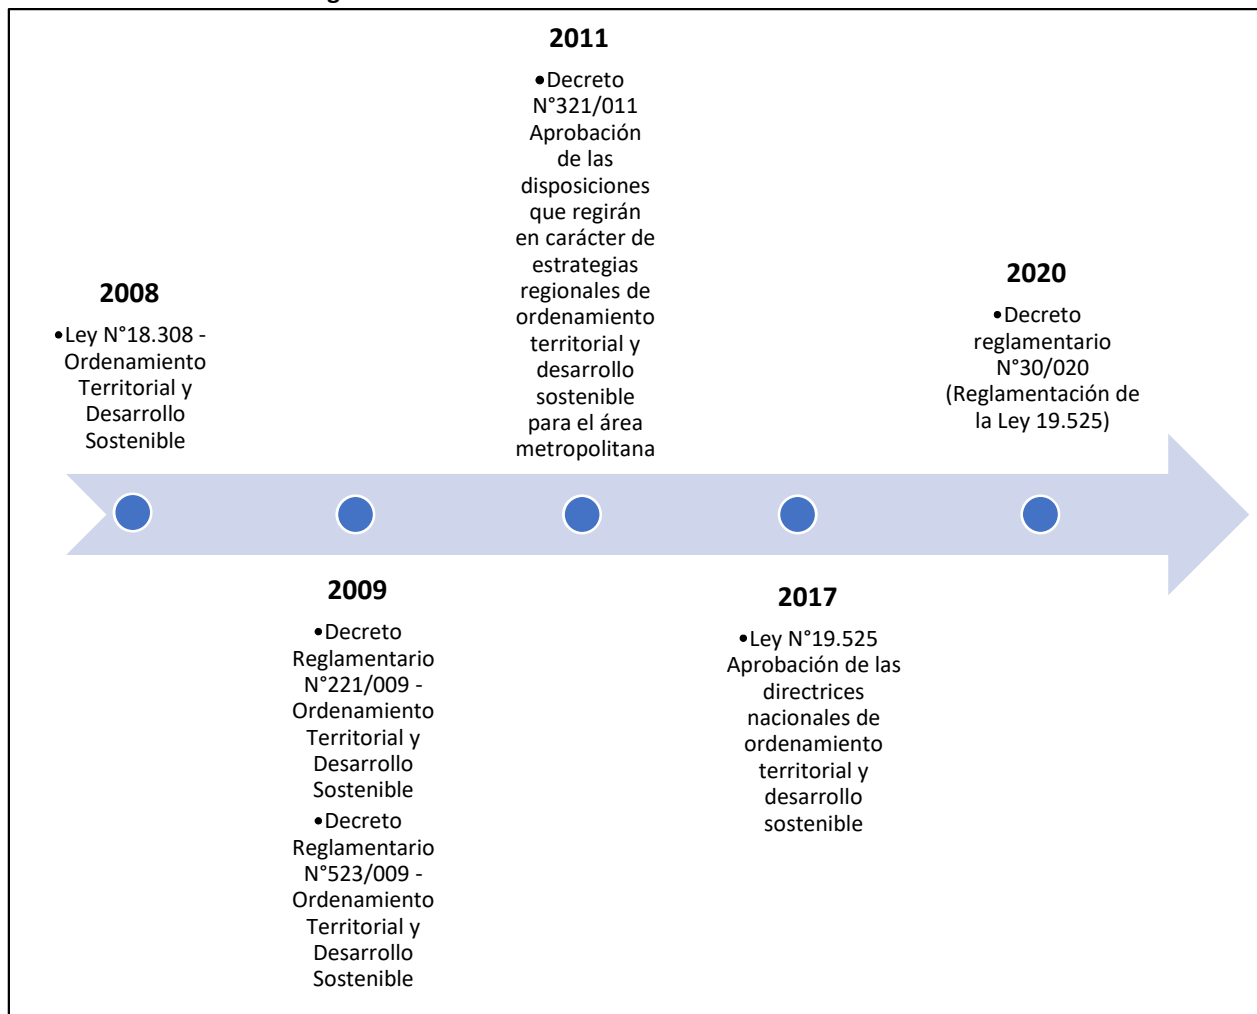 2011
•Decreto
N°321/011
Aprobación
de las
disposiciones
que regirán
en carácter de
estrategias
regionales de
ordenamiento
territorial y
desarrollo
sostenible
para el área
metropolitana
2008
•Ley N°18.308 -
Ordenamiento
Territorial y
Desarrollo
Sostenible
2020
•Decreto
reglamentario
N°30/020
(Reglamentación de
la Ley 19.525)
2009
•Decreto
Reglamentario
N°221/009 -
Ordenamiento
Territorial y
Desarrollo
Sostenible
•Decreto
Reglamentario
N°523/009 -
Ordenamiento
Territorial y
Desarrollo
Sostenible
2017
•Ley N°19.525
Aprobación de las
directrices
nacionales de
ordenamiento
territorial y
desarrollo
sostenible